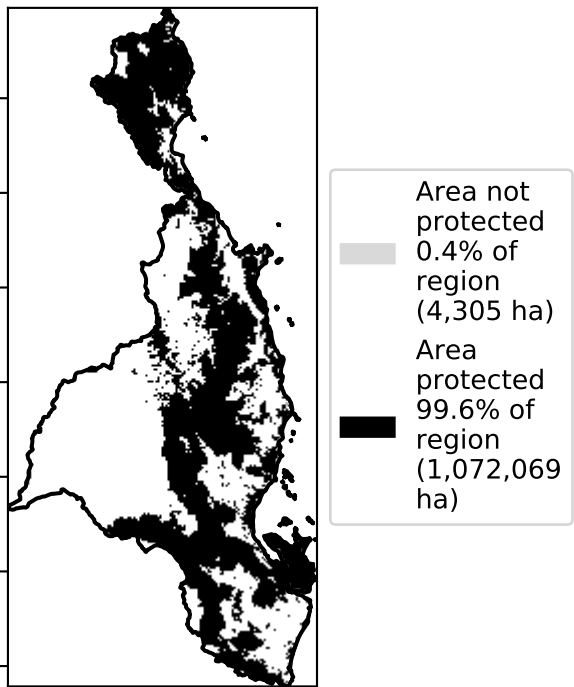 Area not
protected
0.4% of
region
(4,305 ha)
Area
protected
99.6% of
region
(1,072,069
ha)